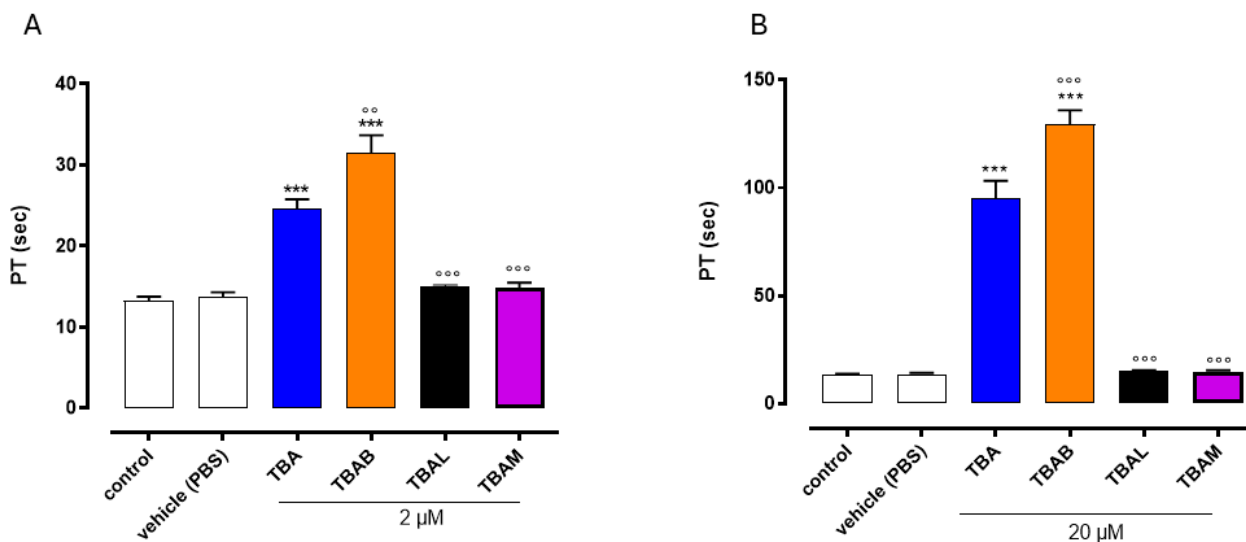 A
PT (sec)
40
30
20
10
0
***
°°
***
°°°
°°°
control
vehicle (PBS)
TBA
TBAB
TBAL
TBAM
2 µM
B
PT (sec)
150
100
50
0
***
°°°
***
°°°
°°°
control
vehicle (PBS)
TBA
TBAB
TBAL
TBAM
20 µM